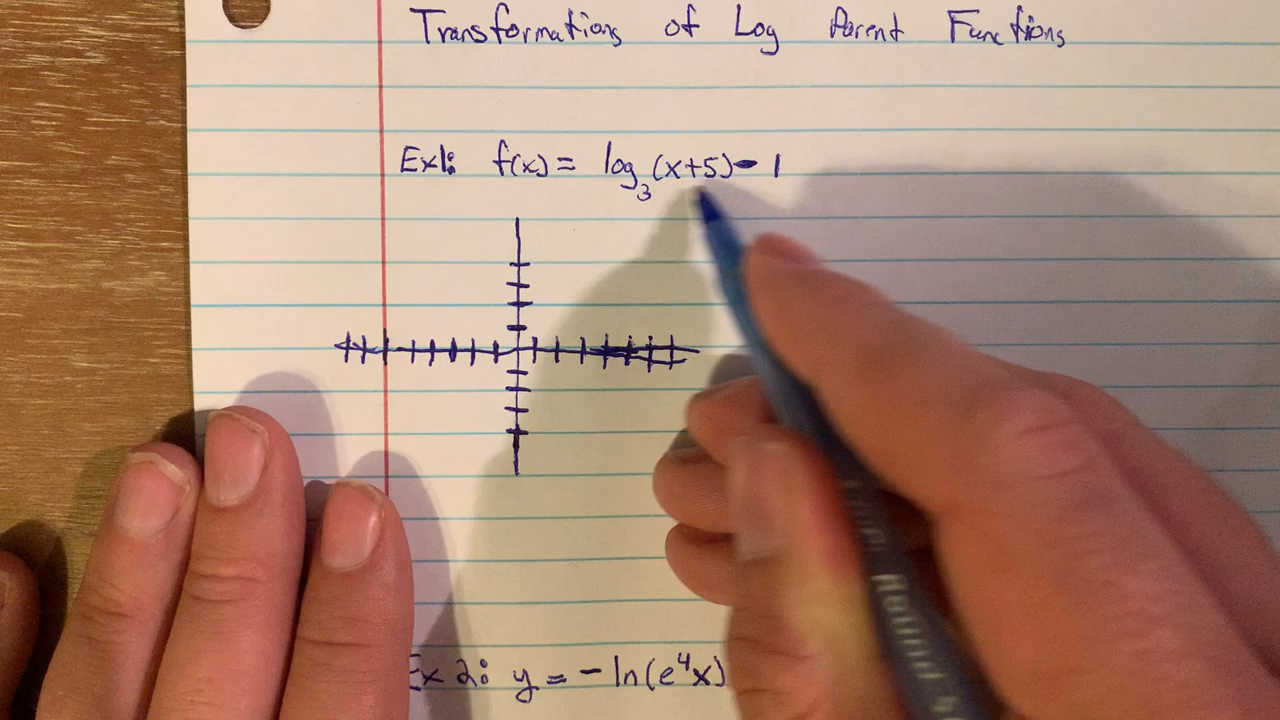 Transformations of Log Parent Functions
Ex1: f(x) = log₃(x+5) - 1
Ex 2: y = -ln(e⁴x)